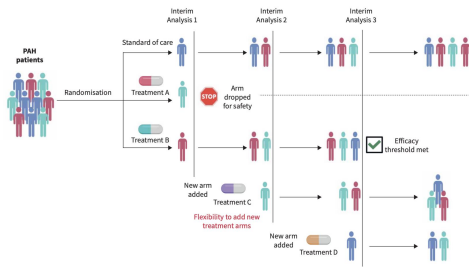 Interim
Analysis 1
Interim
Analysis 2
Interim
Analysis 3
PAH
patients
Standard of care
Randomisation
Treatment A
STOP
Arm
dropped
for safety
Treatment B
Efficacy
threshold met
New arm
added
Treatment C
Flexibility to add new
treatment arms
New arm
added
Treatment D